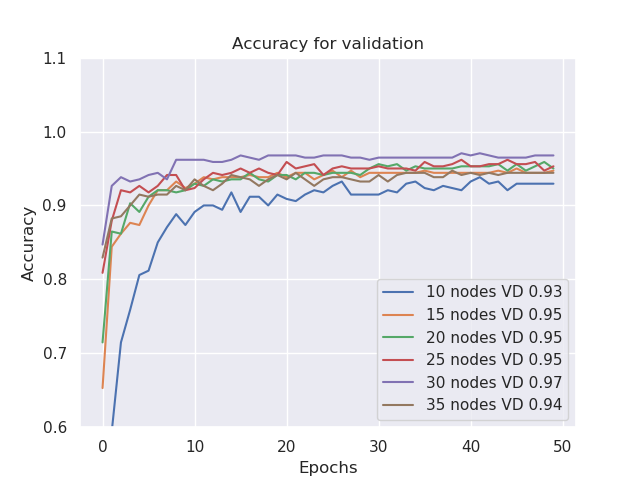 Accuracy for validation
1.1
1.0
0.9
0.8
0.7
0.6
Accuracy
10 nodes VD 0.93
15 nodes VD 0.95
20 nodes VD 0.95
25 nodes VD 0.95
30 nodes VD 0.97
35 nodes VD 0.94
0 10 20 30 40 50
Epochs